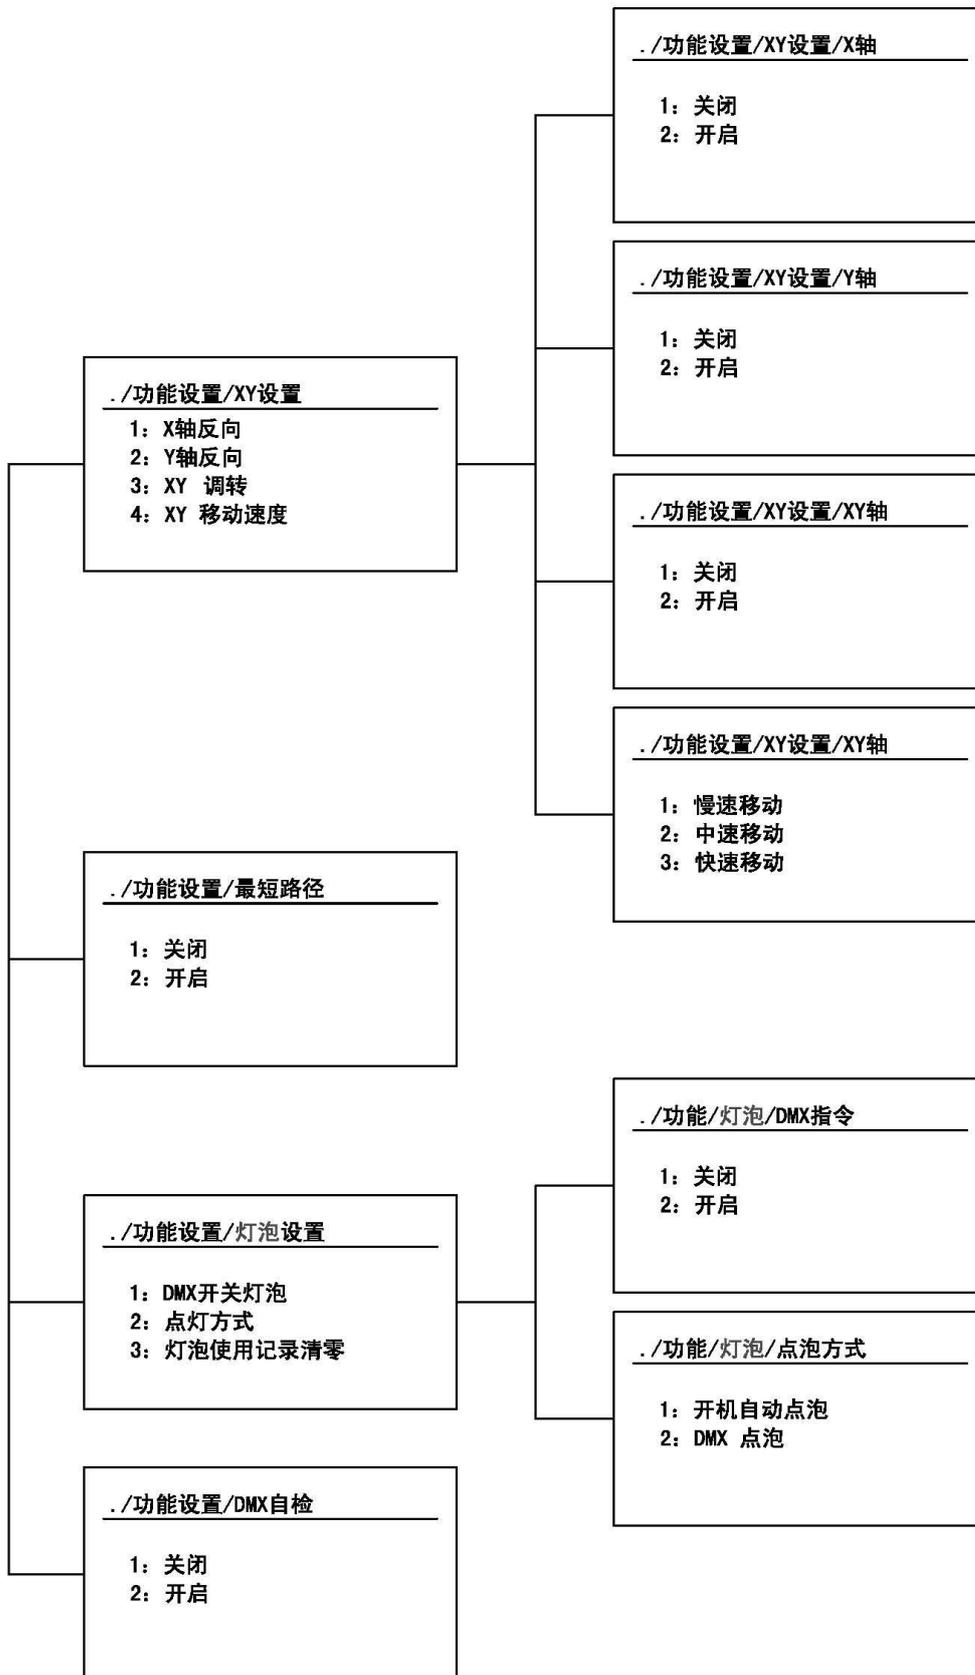 ./功能设置/XY设置/X轴
1: 关闭
2: 开启
./功能设置/XY设置/Y轴
1: 关闭
2: 开启
./功能设置/XY设置
1: X轴反向
2: Y轴反向
3: XY 调转
4: XY 移动速度
./功能设置/XY设置/XY轴
1: 关闭
2: 开启
./功能设置/XY设置/XY轴
1: 慢速移动
2: 中速移动
3: 快速移动
./功能设置/最短路径
1: 关闭
2: 开启
./功能/灯泡/DMX指令
1: 关闭
2: 开启
./功能设置/灯泡设置
1: DMX开关灯泡
2: 点灯方式
3: 灯泡使用记录清零
./功能/灯泡/点泡方式
1: 开机自动点泡
2: DMX 点泡
./功能设置/DMX自检
1: 关闭
2: 开启